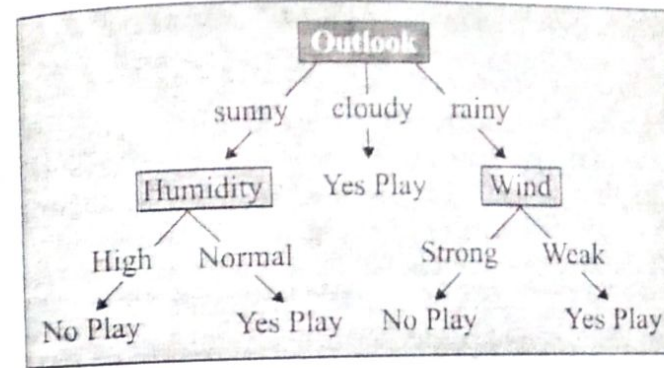 Outlook
sunny cloudy rainy
Humidity Yes Play Wind
High Normal Strong Weak
No Play Yes Play No Play Yes Play